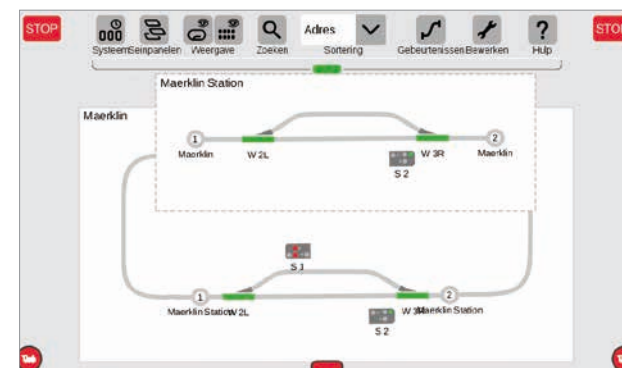 STOP
Adres
STO
Systeem Seinpanelen Weergave Zoeken Sortering Gebeurtenissen Bewerken Hulp
Maerklin Station
Maerklin
1
2
Maerklin
W 2L
W 3R
Maerklin
S 2
S 1
1
2
Maerklin Station
W 2L
W 3R
Maerklin Station
S 2